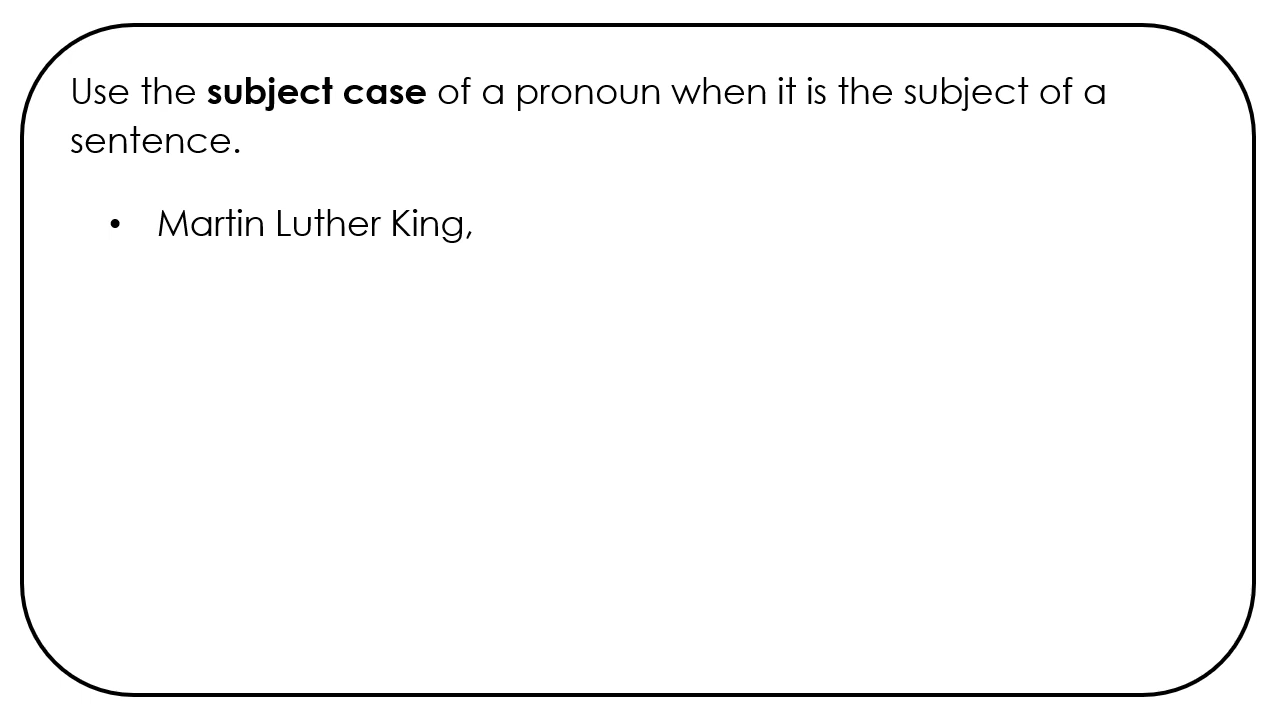 Use the subject case of a pronoun when it is the subject of a
sentence.
• Martin Luther King,